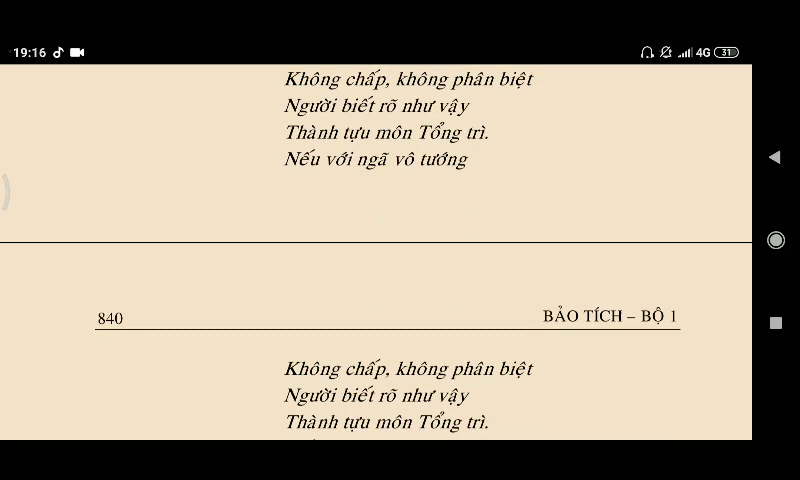 19:16
4G
31
Không chấp, không phân biệt
Người biết rõ như vậy
Thành tựu môn Tổng trì.
Nếu với ngã vô tướng
840
BẢO TÍCH – BỘ 1
Không chấp, không phân biệt
Người biết rõ như vậy
Thành tựu môn Tổng trì.